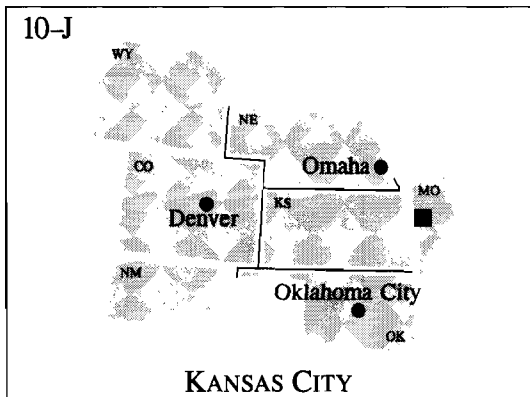 10-J
WY
NE
Omaha
CO
MO
KS
Denver
NM
Oklahoma City
OK
KANSAS CITY